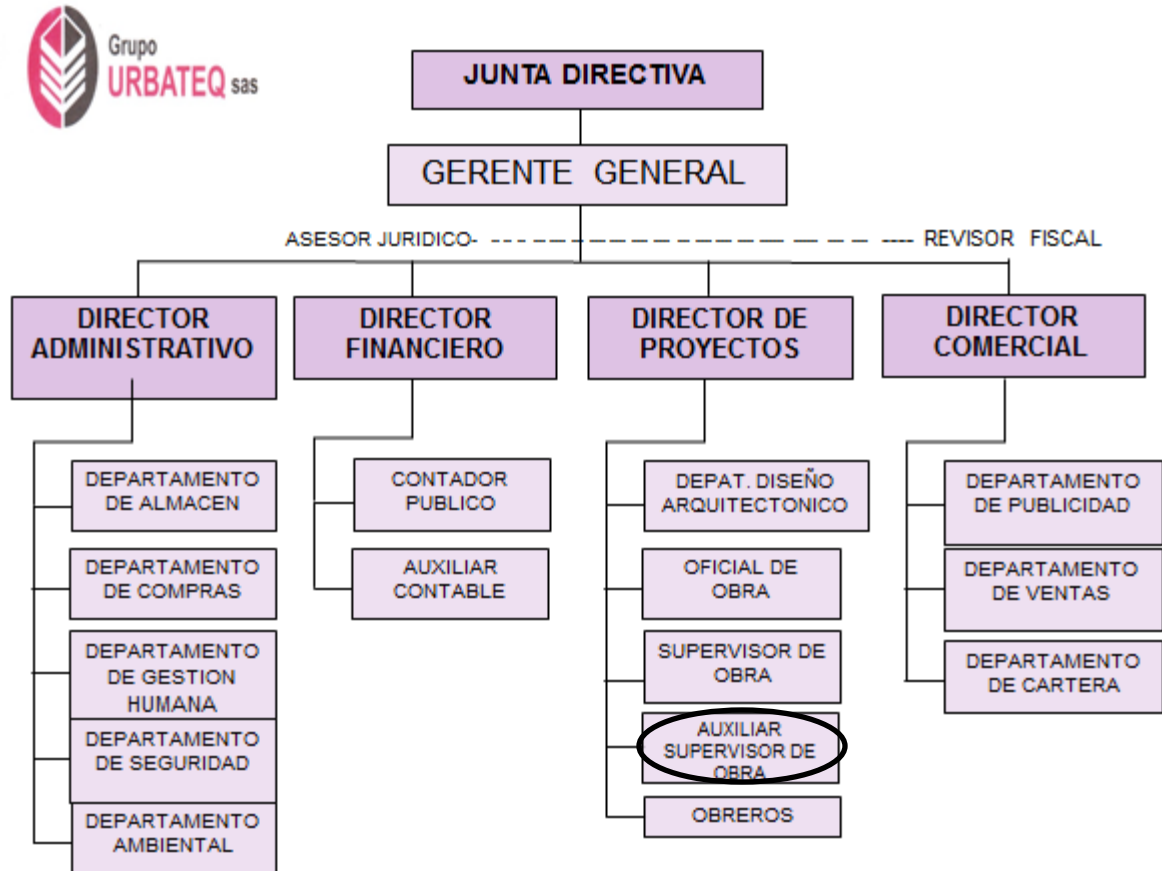 Grupo
URBATEQ sas
JUNTA DIRECTIVA
GERENTE GENERAL
ASESOR JURIDICO- ---------- ---- REVISOR FISCAL
DIRECTOR
ADMINISTRATIVO
DIRECTOR
FINANCIERO
DIRECTOR DE
PROYECTOS
DIRECTOR
COMERCIAL
DEPARTAMENTO
DE ALMACEN
DEPARTAMENTO
DE COMPRAS
DEPARTAMENTO
DE GESTION
HUMANA
DEPARTAMENTO
DE SEGURIDAD
DEPARTAMENTO
AMBIENTAL
CONTADOR
PUBLICO
AUXILIAR
CONTABLE
DEPAT. DISEÑO
ARQUITECTONICO
OFICIAL DE
OBRA
SUPERVISOR DE
OBRA
AUXILIAR
SUPERVISOR DE
OBRA
OBREROS
DEPARTAMENTO
DE PUBLICIDAD
DEPARTAMENTO
DE VENTAS
DEPARTAMENTO
DE CARTERA